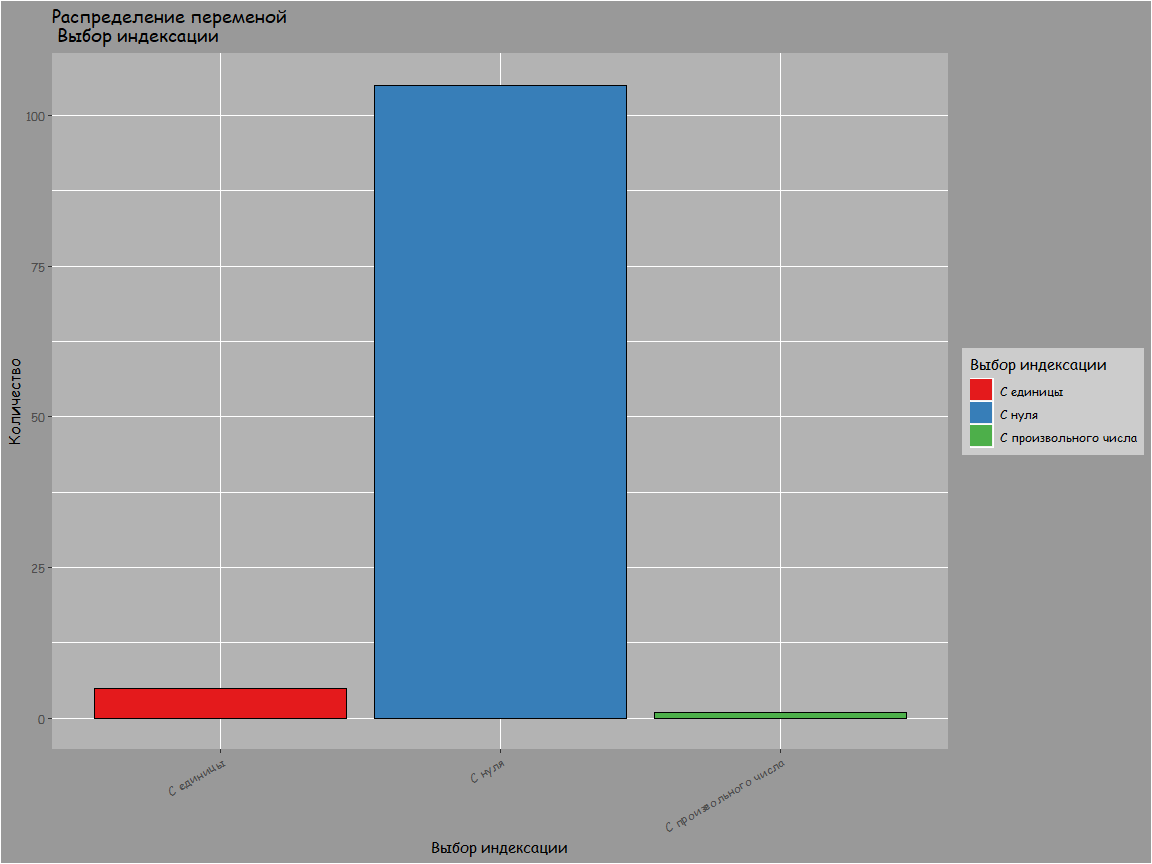 Распределение переменой
Выбор индексации
100
75
50
25
0
Количество
С единицы
С нуля
С произвольного числа
Выбор индексации
Выбор индексации
С единицы
С нуля
С произвольного числа